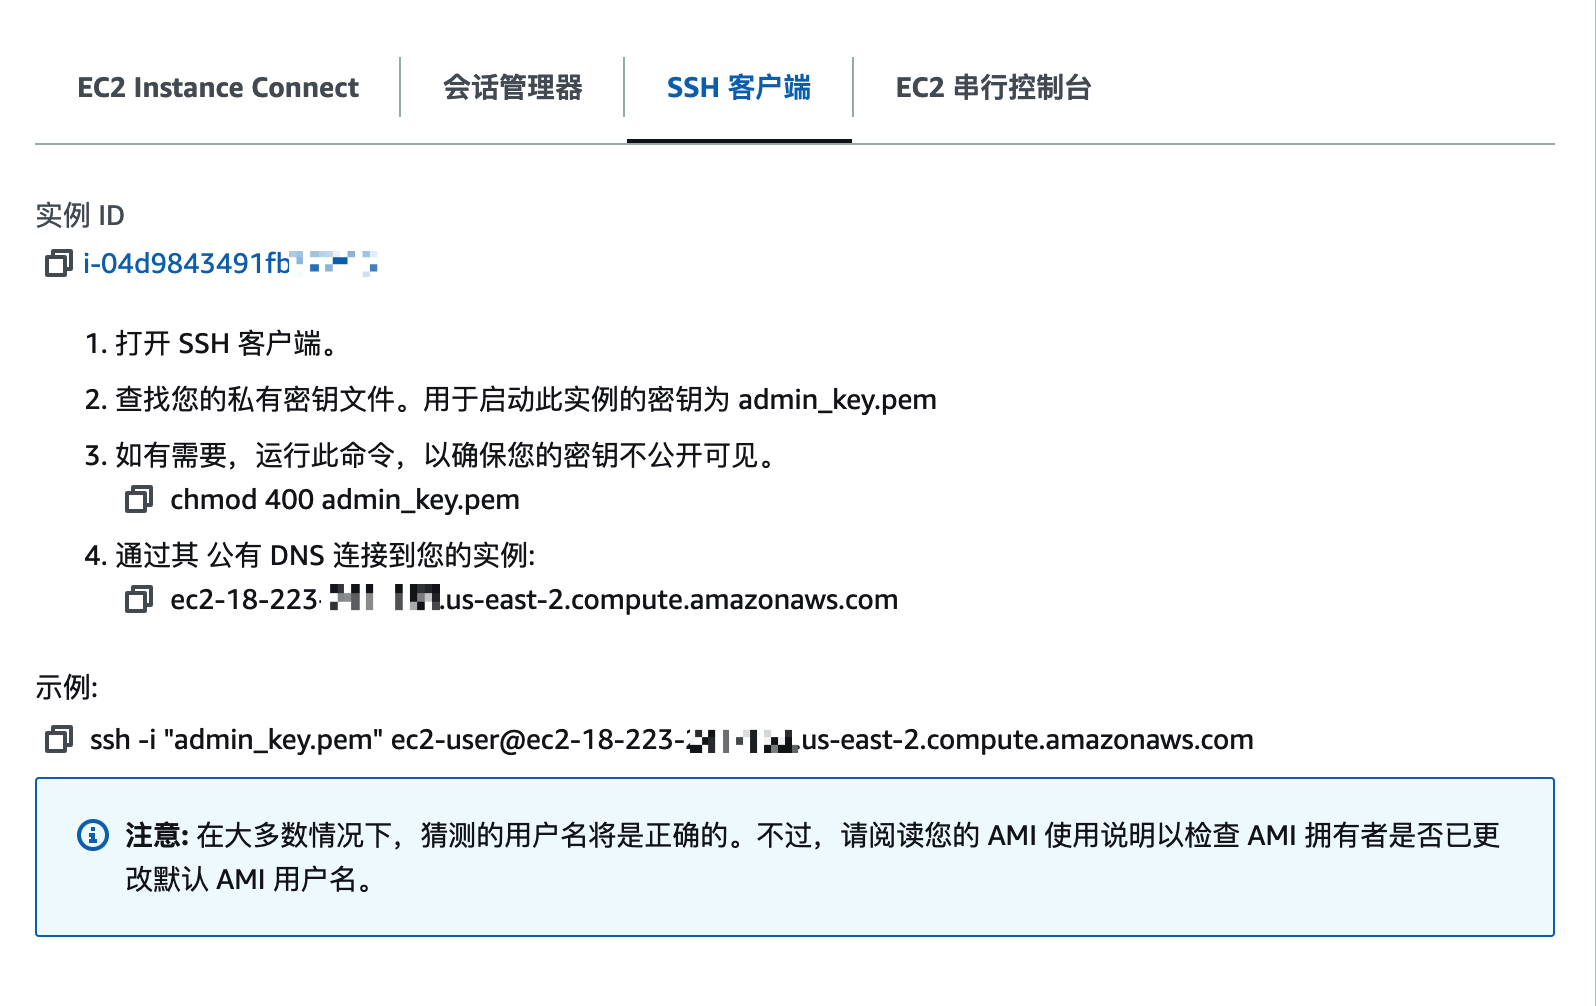 EC2 Instance Connect
会话管理器
SSH 客户端
EC2 串行控制台
实例 ID
i-04d9843491fb
1. 打开 SSH 客户端。
2. 查找您的私有密钥文件。用于启动此实例的密钥为 admin_key.pem
3. 如有需要，运行此命令，以确保您的密钥不公开可见。
chmod 400 admin_key.pem
4. 通过其 公有 DNS 连接到您的实例:
ec2-18-223- .us-east-2.compute.amazonaws.com
示例:
ssh -i "admin_key.pem" ec2-user@ec2-18-223- .us-east-2.compute.amazonaws.com
注意: 在大多数情况下，猜测的用户名将是正确的。不过，请阅读您的 AMI 使用说明以检查 AMI 拥有者是否已更
改默认 AMI 用户名。